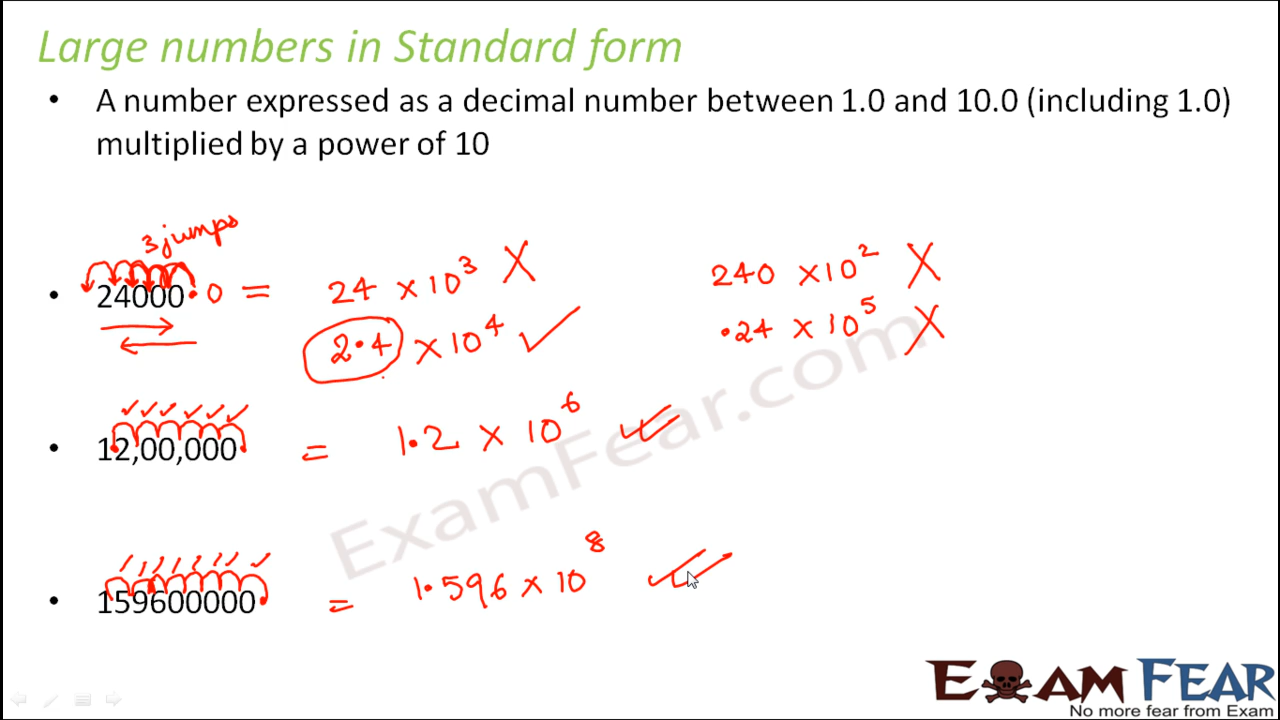 Large numbers in Standard form
• A number expressed as a decimal number between 1.0 and 10.0 (including 1.0)
multiplied by a power of 10
3 jumps
• 24000.0 = 24 × 10³ X
240 × 10² X
2.4 × 10⁴ ✓
.24 × 10⁵ X
• 12,00,000. = 1.2 × 10⁶ ✓
• 159600000. = 1.596 × 10⁸ ✓
ExamFear.com
EXAM FEAR
No more fear from Exam